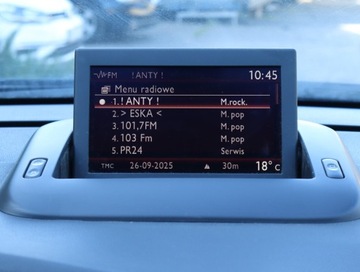 FM ! ANTY ! 10:45
Menu radiowe
1. ! ANTY ! M.rock.
2. > ESKA < M. pop
3. 101,7FM M. pop
4. 103 Fm M. pop
5. PR24 Serwis
TMC 26-09-2025 30m 18° C